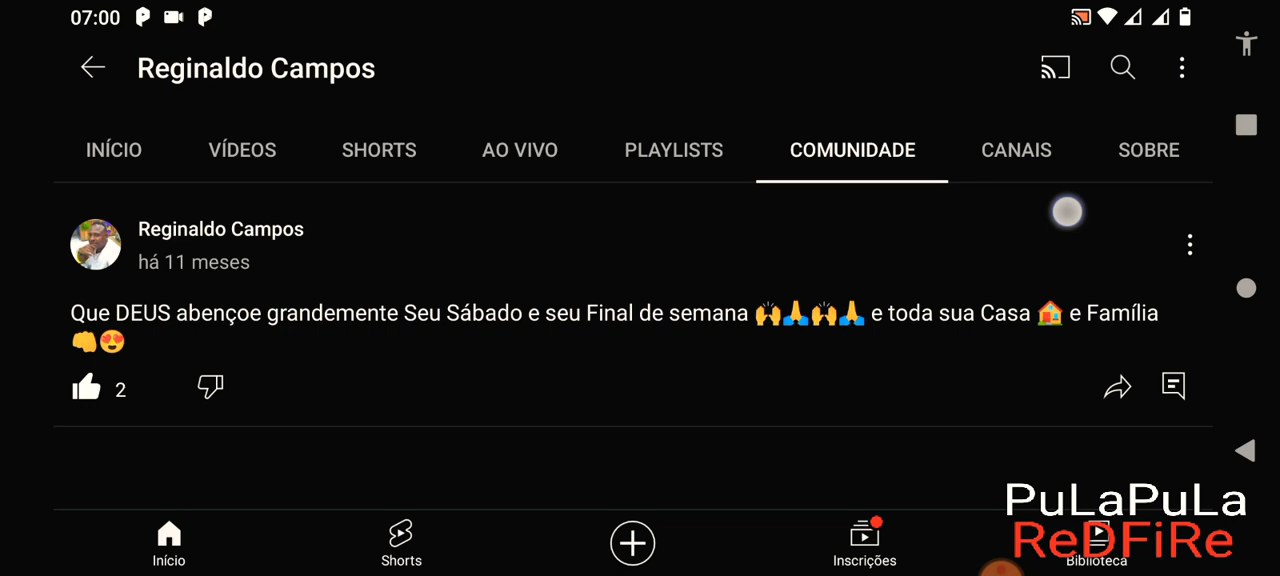 07:00
Reginaldo Campos
INÍCIO VÍDEOS SHORTS AO VIVO PLAYLISTS COMUNIDADE CANAIS SOBRE
Reginaldo Campos
há 11 meses
Que DEUS abençoe grandemente Seu Sábado e seu Final de semana 🙌🙏🙌🙏 e toda sua Casa 🏠 e Família
👊😍
2
PuLaPuLa
ReDFiRe
Início Shorts Inscrições Biblioteca